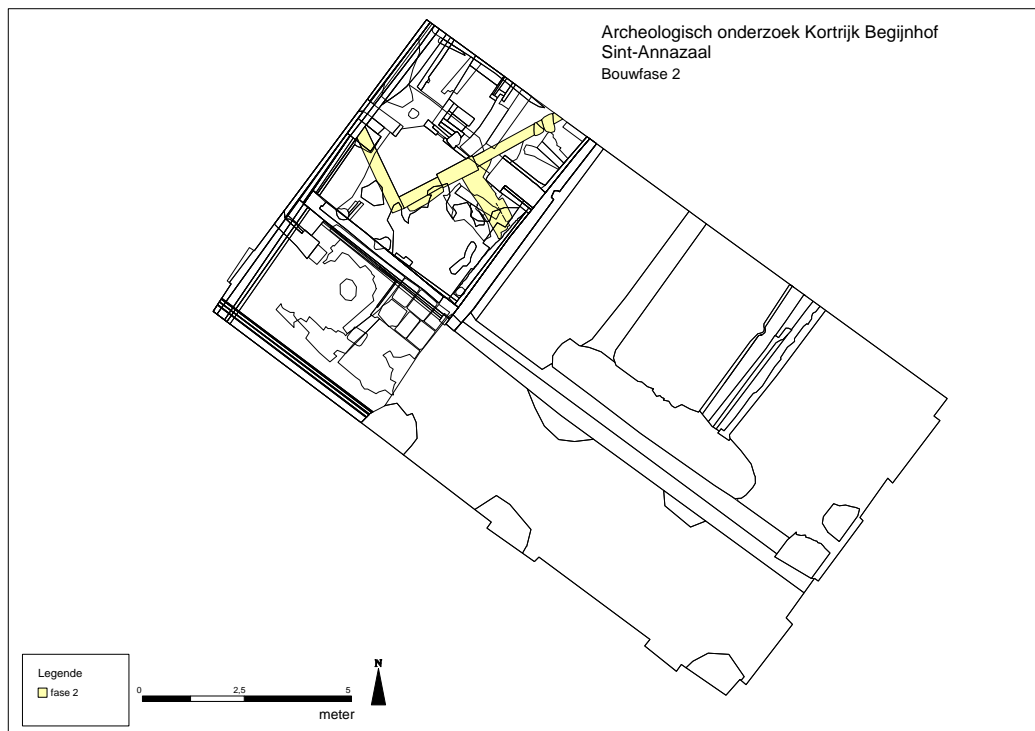 Archeologisch onderzoek Kortrijk Begijnhof
Sint-Annazaal
Bouwfase 2
Legende
fase 2
0 2,5 5
meter
N